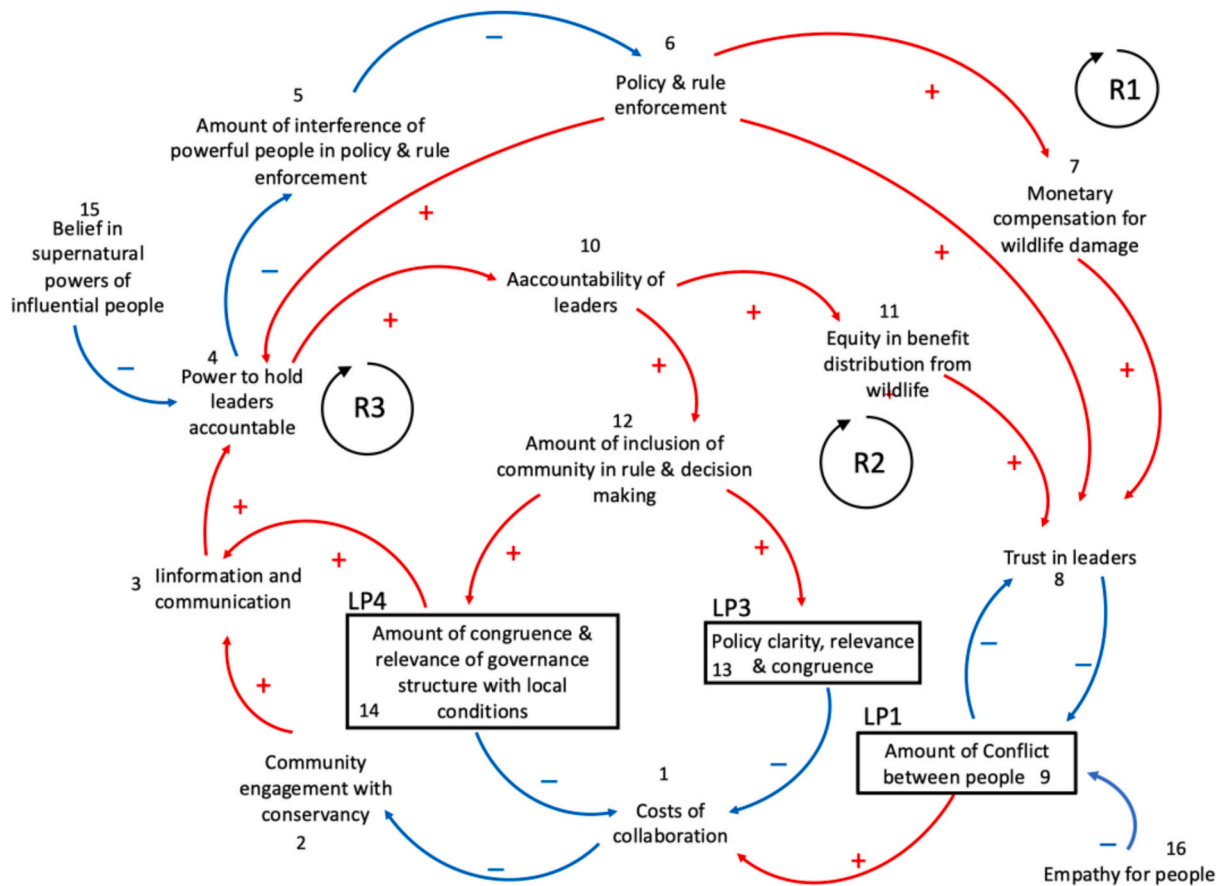 6
Policy & rule
enforcement
−
+
R1
5
Amount of interference of
powerful people in policy & rule
enforcement
7
Monetary
compensation for
wildlife damage
15
Belief in
supernatural
powers of
influential people
−
+
+
10
Aaccountability of
leaders
−
+
+
11
Equity in benefit
distribution from
wildlife
+
4
Power to hold
leaders
accountable
R3
+
+
12
Amount of inclusion of
community in rule & decision
making
R2
+
+
+
+
+
3
Iinformation and
communication
Trust in leaders
8
LP4
Amount of congruence &
relevance of governance
structure with local
14 conditions
LP3
Policy clarity, relevance
13 & congruence
−
−
+
LP1
Amount of Conflict
between people 9
Community
engagement with
conservancy
2
−
−
1
Costs of
collaboration
−
+
−
16
Empathy for people